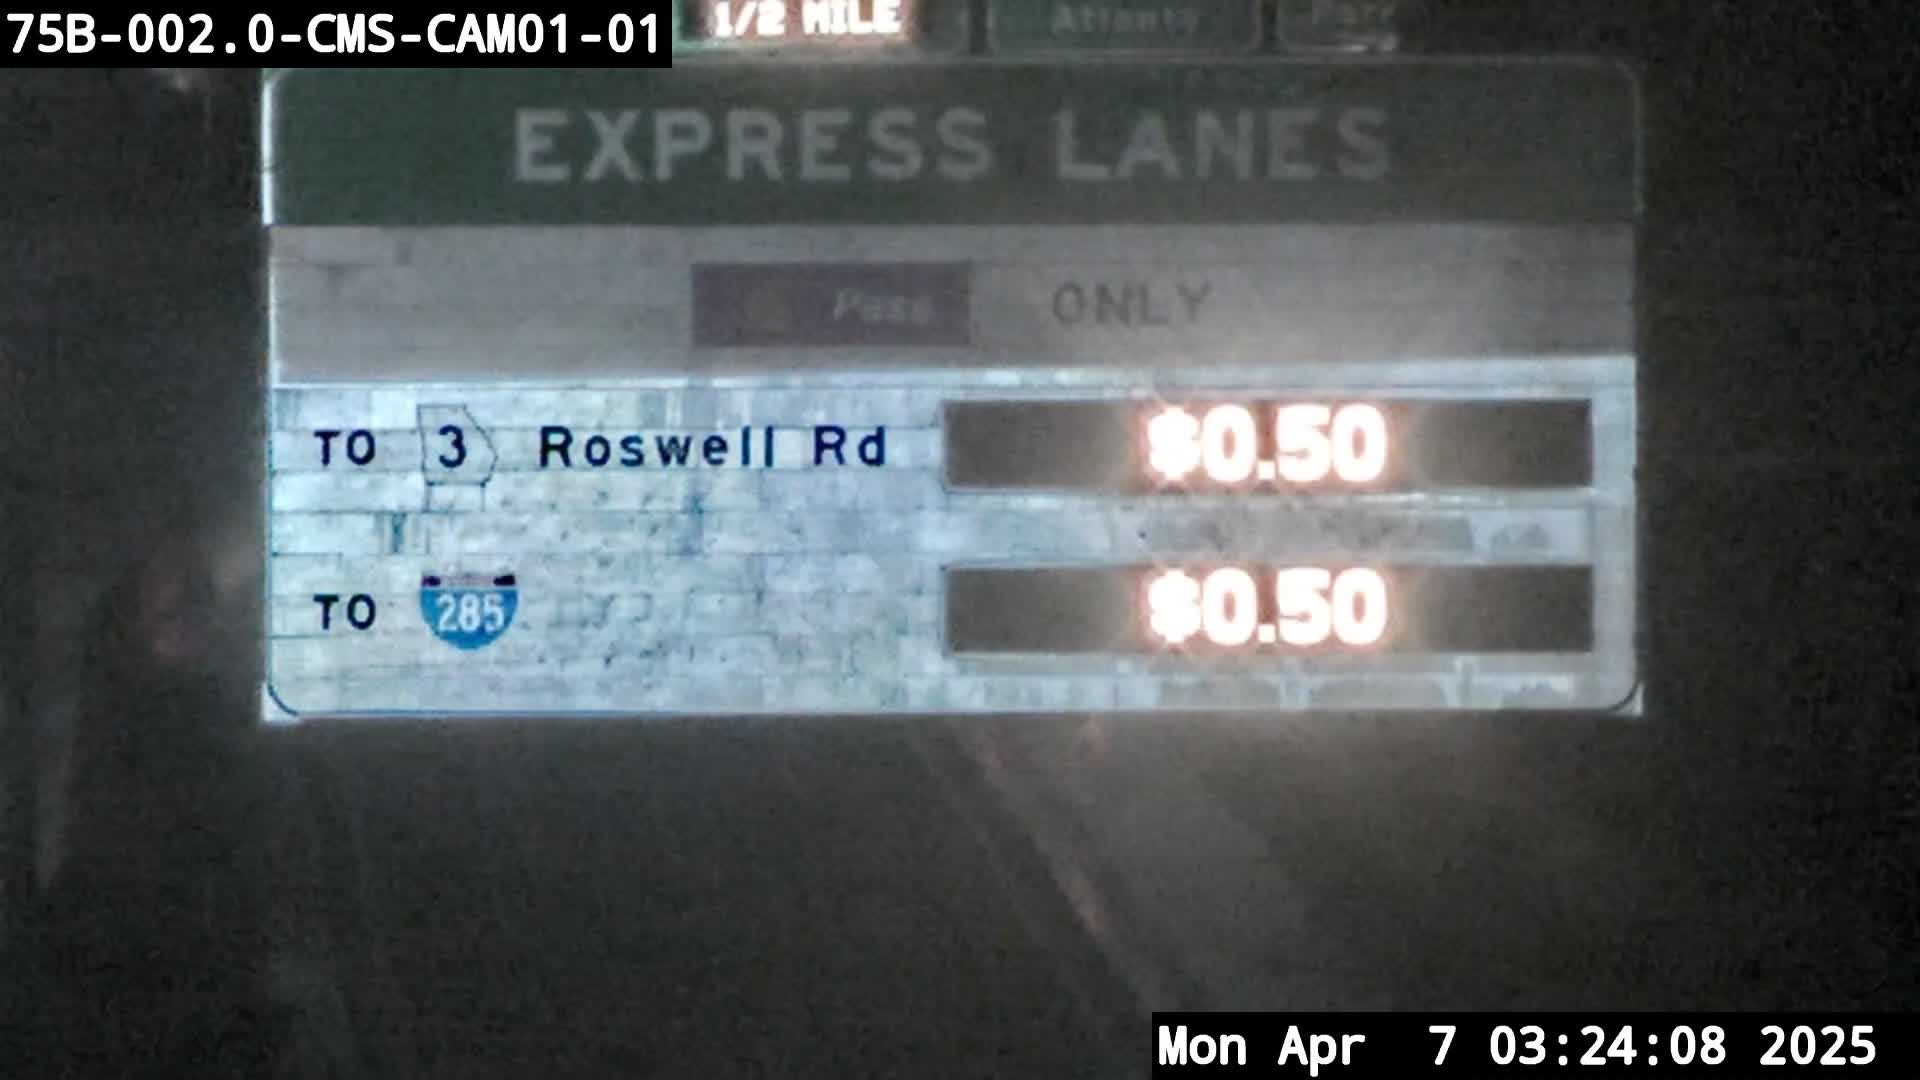 75B-002.0-CMS-CAM01-01
1/2 MILE
Atlanta
EXPRESS LANES
Pass ONLY
TO 3 Roswell Rd $0.50
TO 285 $0.50
Mon Apr 7 03:24:08 2025